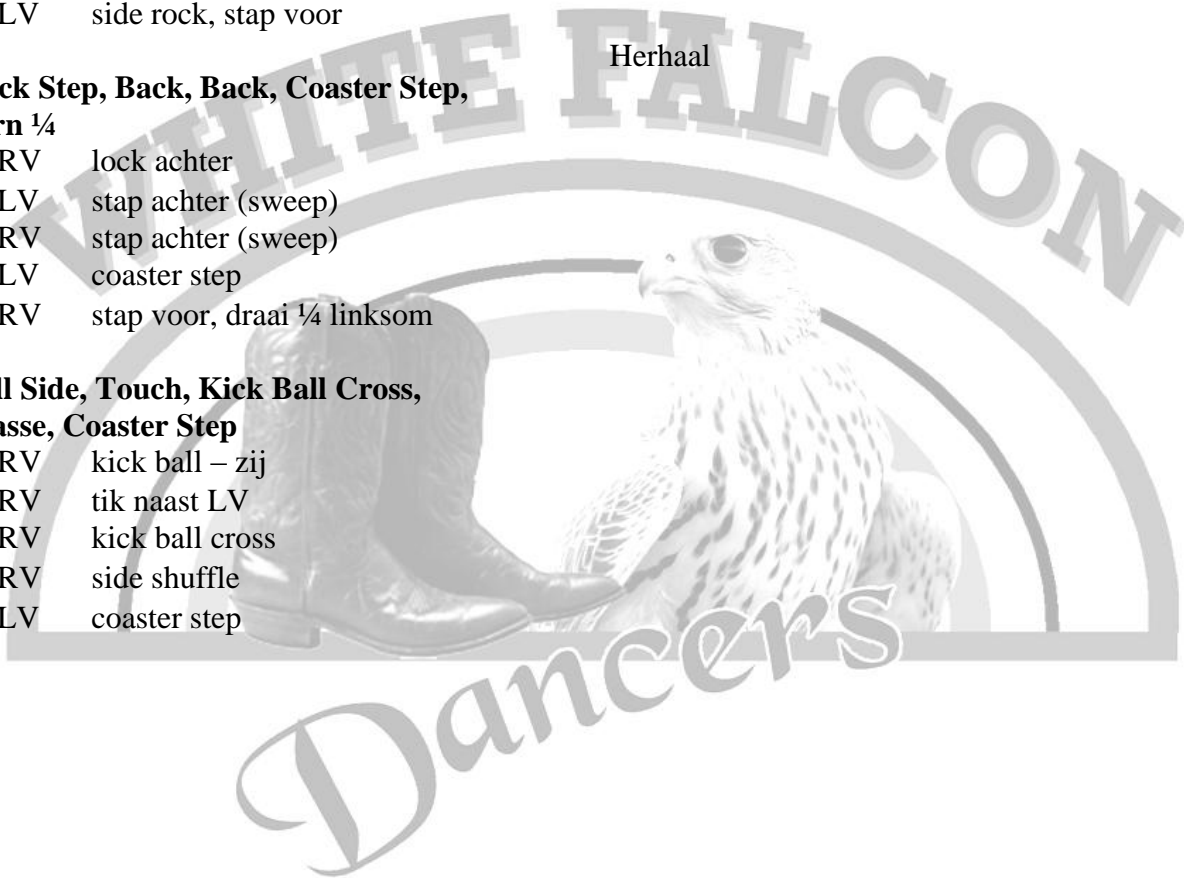 LV side rock, stap voor
ck Step, Back, Back, Coaster Step,
rn ¼
RV lock achter
LV stap achter (sweep)
RV stap achter (sweep)
LV coaster step
RV stap voor, draai ¼ linksom
ll Side, Touch, Kick Ball Cross,
asse, Coaster Step
RV kick ball – zij
RV tik naast LV
RV kick ball cross
RV side shuffle
LV coaster step
Herhaal
WHITE FALCON
Dancers